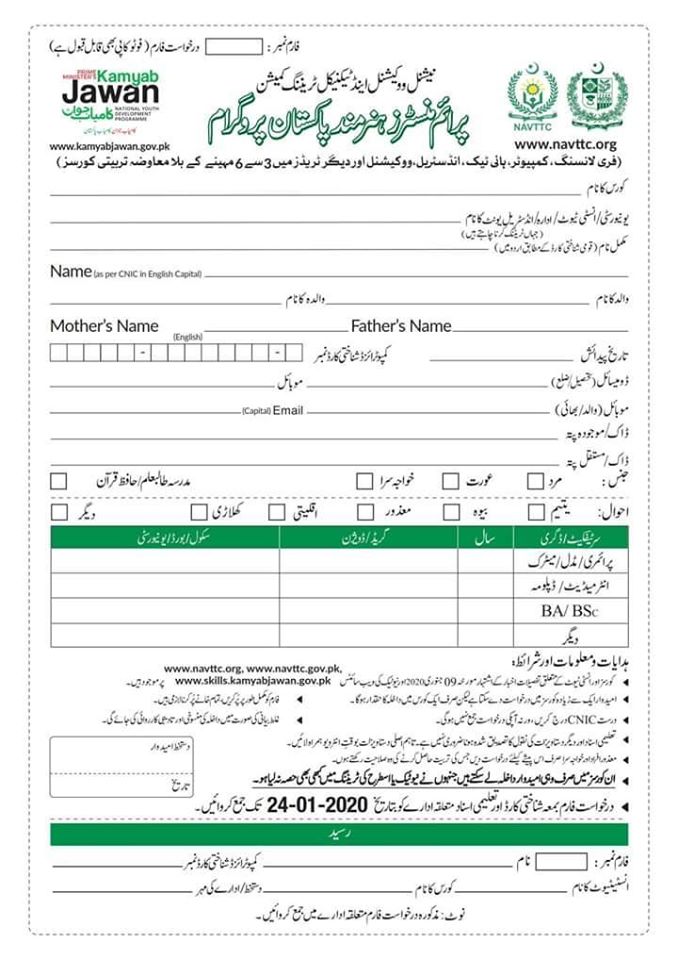 فارم نمبر: درخواست فارم (فوٹو کاپی بھی قابل قبول ہے)
PRIME MINISTER'S Kamyab Jawan
کامیاب جوان NATIONAL YOUTH DEVELOPMENT PROGRAMME
www.kamyabjawan.gov.pk
نیشنل ووکیشنل اینڈ ٹیکنیکل ٹریننگ کمیشن
پرائم منسٹرز ہنرمند پاکستان پروگرام
NAVTTC
www.navttc.org
(فری لانسنگ، کمپیوٹر، ہائی ٹیک، انڈسٹریل، ووکیشنل اور دیگر ٹریڈز میں 3 سے 6 مہینے کے بلا معاوضہ تربیتی کورسز)
کورس کا نام
یونیورسٹی/انسٹی ٹیوٹ/ادارہ/انڈسٹریل یونٹ کا نام
(جہاں ٹریننگ کرنا چاہتے ہیں)
مکمل نام (قومی شناختی کارڈ کے مطابق اردو میں)
Name (as per CNIC in English Capital)
والد کا نام والدہ کا نام
Mother's Name (English) Father's Name
تاریخ پیدائش کمپیوٹرائزڈ شناختی کارڈ نمبر - -
ڈومیسائل (تحصیل/ضلع) موبائل
موبائل (والد/بھائی) Email (Capital)
ڈاک/موجودہ پتہ
ڈاک/مستقل پتہ
جنس: مرد عورت خواجہ سرا مدرسہ طالبعلم/حافظ قرآن
احوال: یتیم بیوہ معذور اقلیتی کھلاڑی دیگر
سرٹیفکیٹ/ڈگری سال گریڈ/ڈویژن سکول/بورڈ/یونیورسٹی
پرائمری/مڈل/میٹرک
انٹرمیڈیٹ/ڈپلومہ
BA/ BSc
دیگر
ہدایات و معلومات اور شرائط:
www.navttc.org, www.navttc.gov.pk,
کورسز اور انسٹی ٹیوٹ کے متعلق تفصیلات اخبار کے اشتہار مورخہ 09 جنوری 2020 اور نیوٹیک کی ویب سائٹس www.skills.kamyabjawan.gov.pk پر موجود ہیں۔
امیدوار ایک سے زیادہ کورسز میں درخواست دے سکتا ہے لیکن صرف ایک کورس میں داخلہ کا حقدار ہوگا۔ فارم کو مکمل طور پر پُر کریں، تمام خانے پُر کرنا لازمی ہیں۔
درست CNIC درج کریں، ورنہ آپکی درخواست جمع نہیں ہوگی۔ غلط بیانی کی صورت میں داخلہ کی منسوخی اور تادیبی کارروائی کی جائے گی۔
تعلیمی اسناد اور دیگر دستاویزات کی نقول کا تصدیق شدہ ہونا ضروری نہیں ہے۔ تاہم اصلی دستاویزات بوقت انٹرویو ہمراہ لائیں۔
معذور افراد اور خواجہ سرا صرف اس پیشے کیلئے درخواست دیں جس کی تربیت حاصل کرنے کی وہ صلاحیت رکھتے ہوں۔
ان کورسز میں صرف وہی امیدوار داخلہ لے سکتے ہیں جنہوں نے نیوٹیک یا اسطرح کی ٹریننگ میں کبھی بھی حصہ نہ لیا ہو۔
درخواست فارم بمعہ شناختی کارڈ اور تعلیمی اسناد متعلقہ ادارے کو بتاریخ 24-01-2020 تک جمع کروائیں۔
دستخط امیدوار
تاریخ
رسید
فارم نمبر: نام کمپیوٹرائزڈ شناختی کارڈ نمبر
انسٹیٹیوٹ کا نام کورس کا نام دستخط/ادارے کی مہر
نوٹ: مذکورہ درخواست فارم متعلقہ ادارے میں جمع کروائیں۔